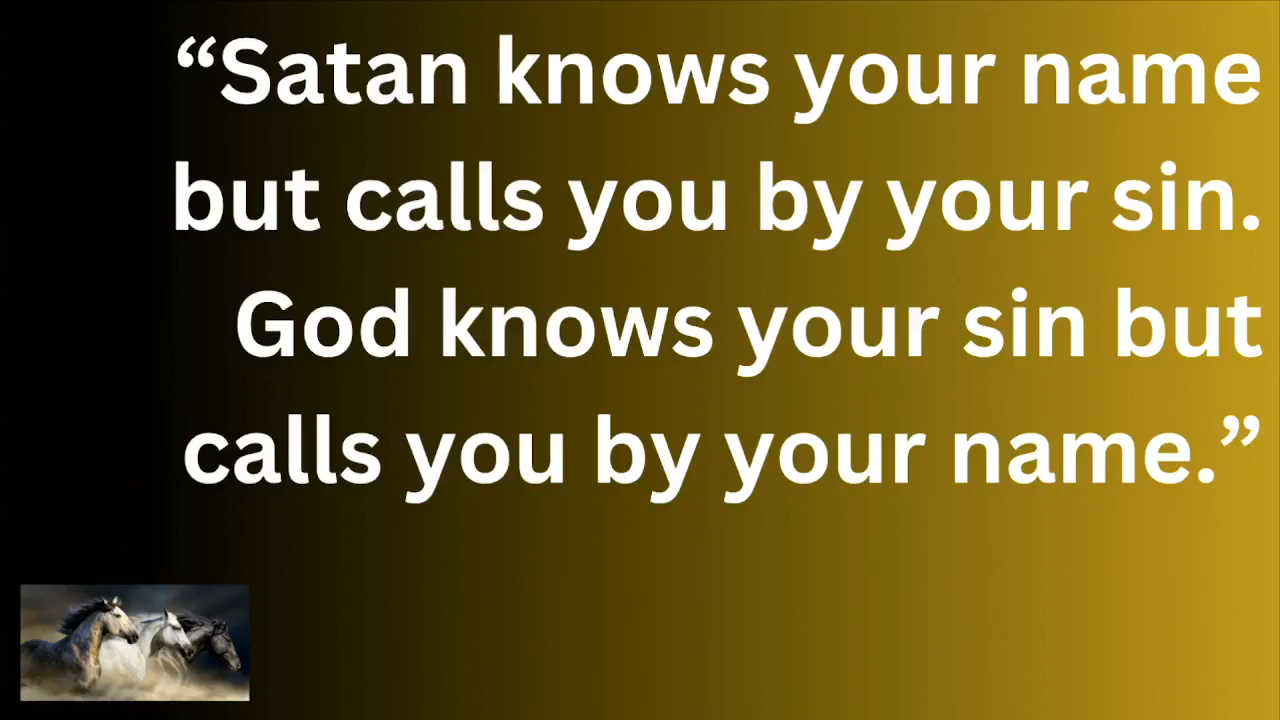 “Satan knows your name
but calls you by your sin.
God knows your sin but
calls you by your name.”